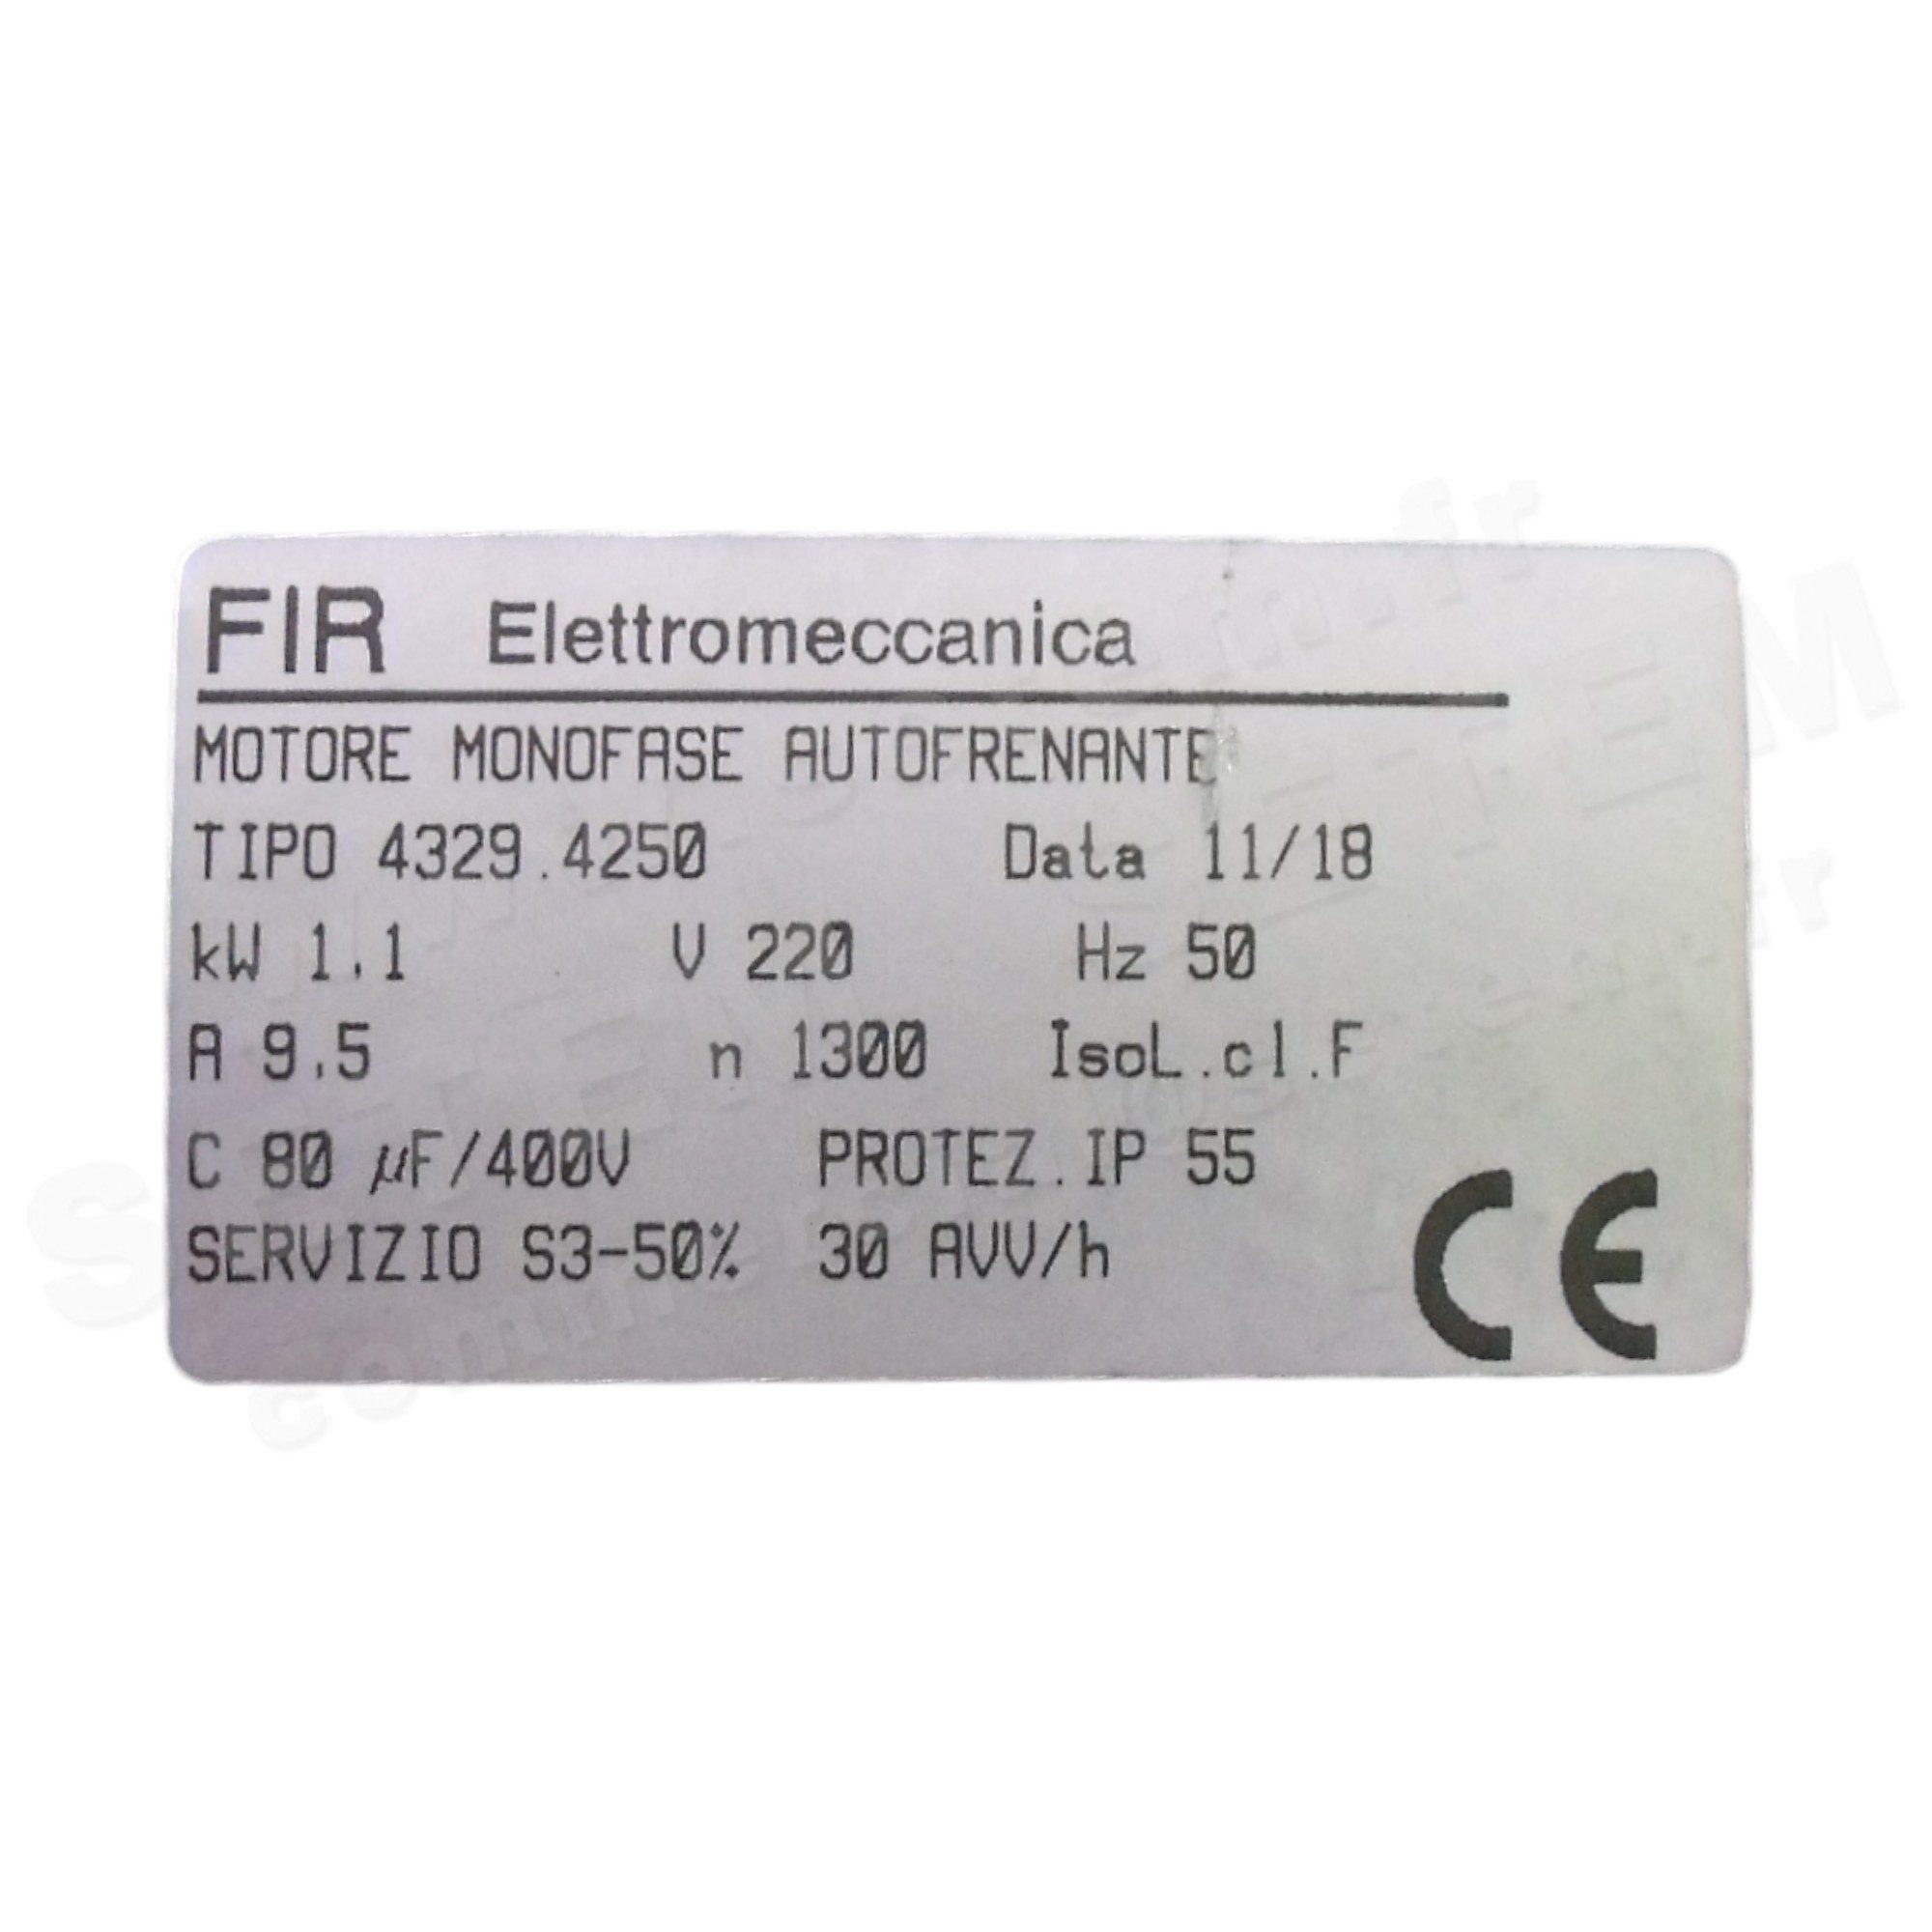 FIR Elettromeccanica
MOTORE MONOFASE AUTOFRENANTE
TIPO 4329.4250 Data 11/18
kW 1.1 V 220 Hz 50
A 9.5 n 1300 IsoL.cl.F
C 80 µF/400V PROTEZ.IP 55
SERVIZIO S3-50% 30 AVV/h
CE